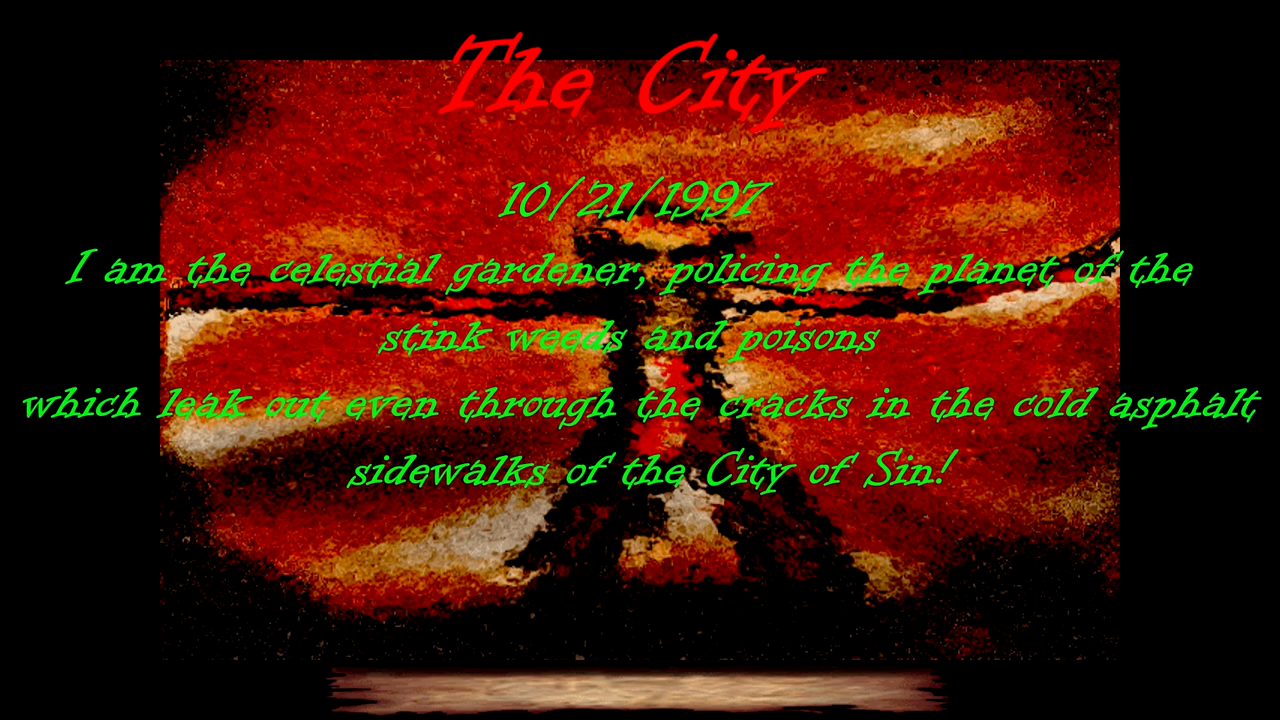 The City
10/21/1997
I am the celestial gardener, policing the planet of the
stink weeds and poisons
which leak out even through the cracks in the cold asphalt
sidewalks of the City of Sin!